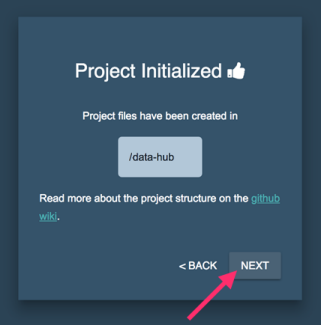 Project Initialized
Project files have been created in
/data-hub
Read more about the project structure on the github
wiki.
< BACK NEXT